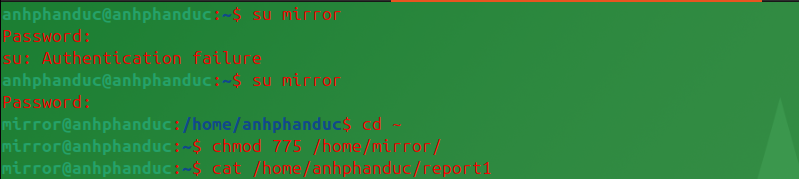 anhphanduc@anhphanduc:~$ su mirror
Password:
su: Authentication failure
anhphanduc@anhphanduc:~$ su mirror
Password:
mirror@anhphanduc:/home/anhphanduc$ cd ~
mirror@anhphanduc:~$ chmod 775 /home/mirror/
mirror@anhphanduc:~$ cat /home/anhphanduc/report1